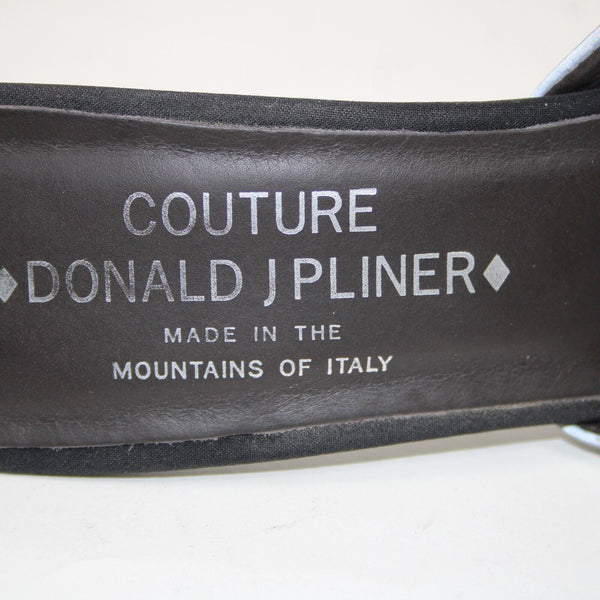 COUTURE
♦DONALD J PLINER♦
MADE IN THE
MOUNTAINS OF ITALY